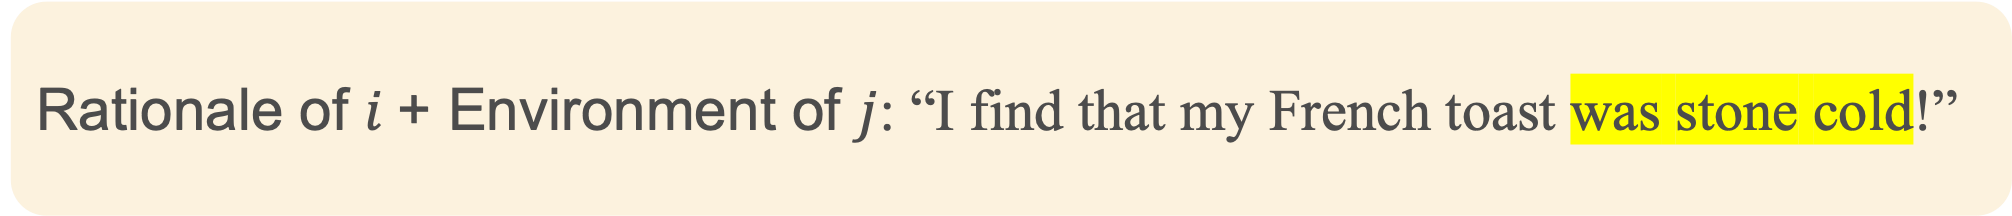 Rationale of i + Environment of j: “I find that my French toast was stone cold!”